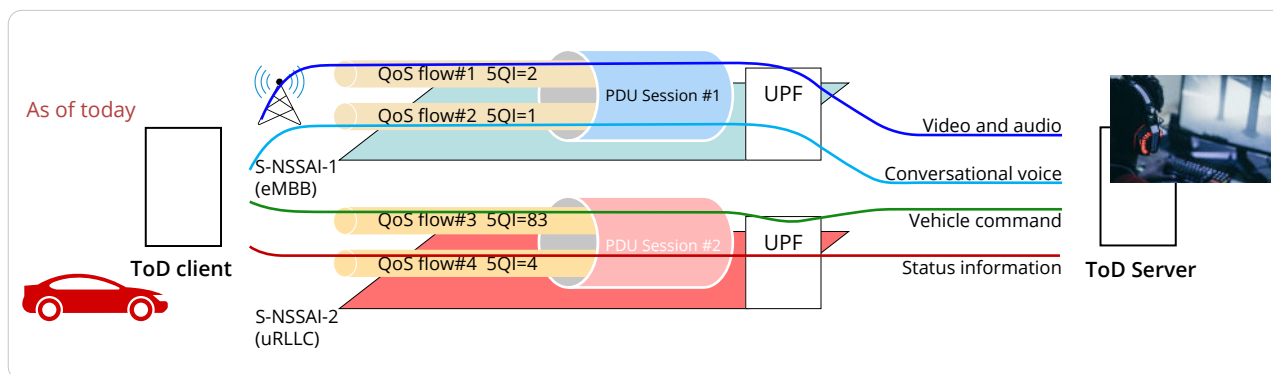 As of today
QoS flow#1 5QI=2
PDU Session #1
UPF
QoS flow#2 5QI=1
Video and audio
S-NSSAI-1
(eMBB)
Conversational voice
QoS flow#3 5QI=83
Vehicle command
PDU Session #2
UPF
QoS flow#4 5QI=4
Status information
ToD client
ToD Server
S-NSSAI-2
(uRLLC)